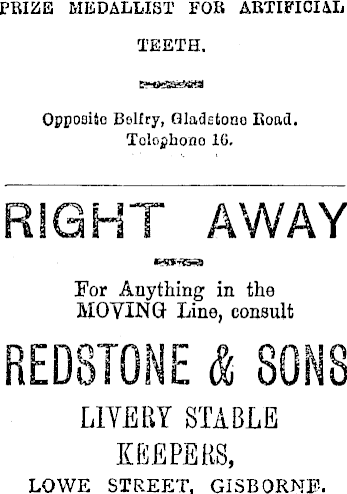 PRIZE MEDALLIST FOR ARTIFICIAL
TEETH.
Opposite Belfry, Gladstone Road.
Telephone 16.
RIGHT AWAY
For Anything in the
MOVING Line, consult
REDSTONE & SONS
LIVERY STABLE
KEEPERS,
LOWE STREET, GISBORNE.